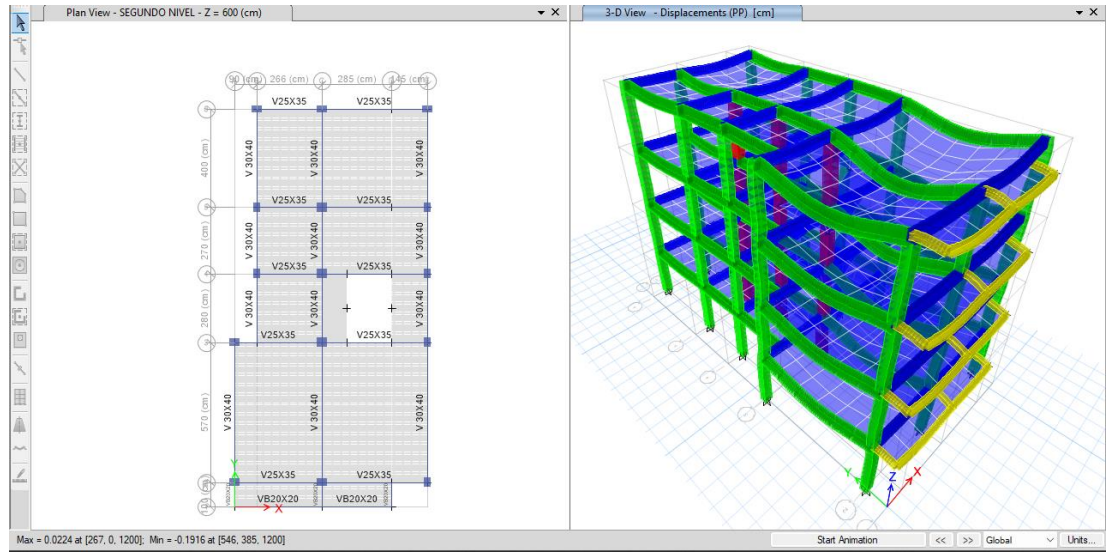 Plan View - SEGUNDO NIVEL - Z = 600 (cm)
3-D View - Displacements (PP) [cm]
266 (cm)
285 (cm)
V25X35
V25X35
400 (cm)
V 30X40
V 30X40
V 30X40
V25X35
V25X35
270 (cm)
V 30X40
V 30X40
V 30X40
V25X35
V25X35
280 (cm)
V 30X40
V 30X40
V 30X40
V25X35
V25X35
570 (cm)
V 30X40
V 30X40
V 30X40
V25X35
V25X35
VB20X20
VB20X20
VB20X20
VB20X20
Y
X
Y
Z
X
Max = 0.0224 at [267, 0, 1200]; Min = -0.1916 at [546, 385, 1200]
Start Animation
<<
>>
Global
Units...